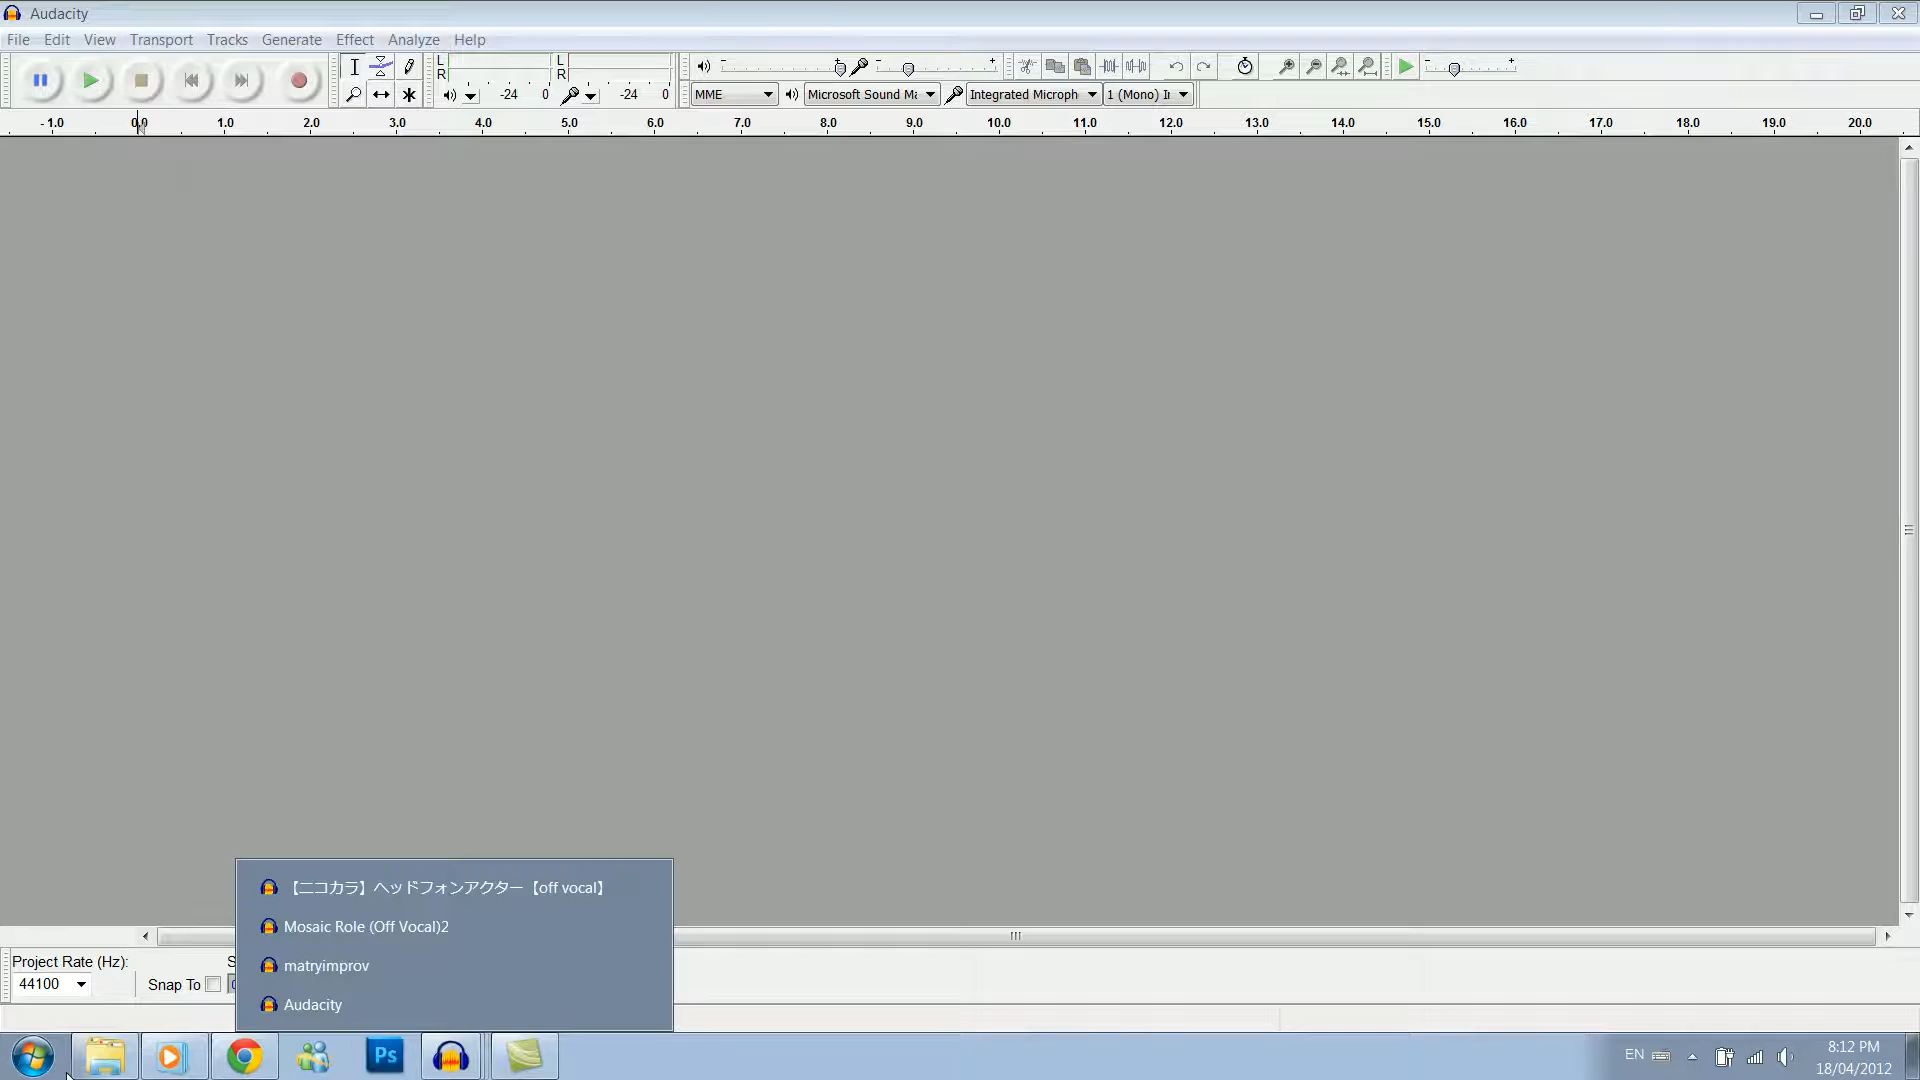 Audacity
File Edit View Transport Tracks Generate Effect Analyze Help
L
R
-24 0
L
R
-24 0
MME
Microsoft Sound Ma
Integrated Microph
1 (Mono) I
- 1.0 0.0 1.0 2.0 3.0 4.0 5.0 6.0 7.0 8.0 9.0 10.0 11.0 12.0 13.0 14.0 15.0 16.0 17.0 18.0 19.0 20.0
【ニコカラ】ヘッドフォンアクター【off vocal】
Mosaic Role (Off Vocal)2
matryimprov
Audacity
Project Rate (Hz):
S
44100
Snap To
Ps
EN
8:12 PM
18/04/2012